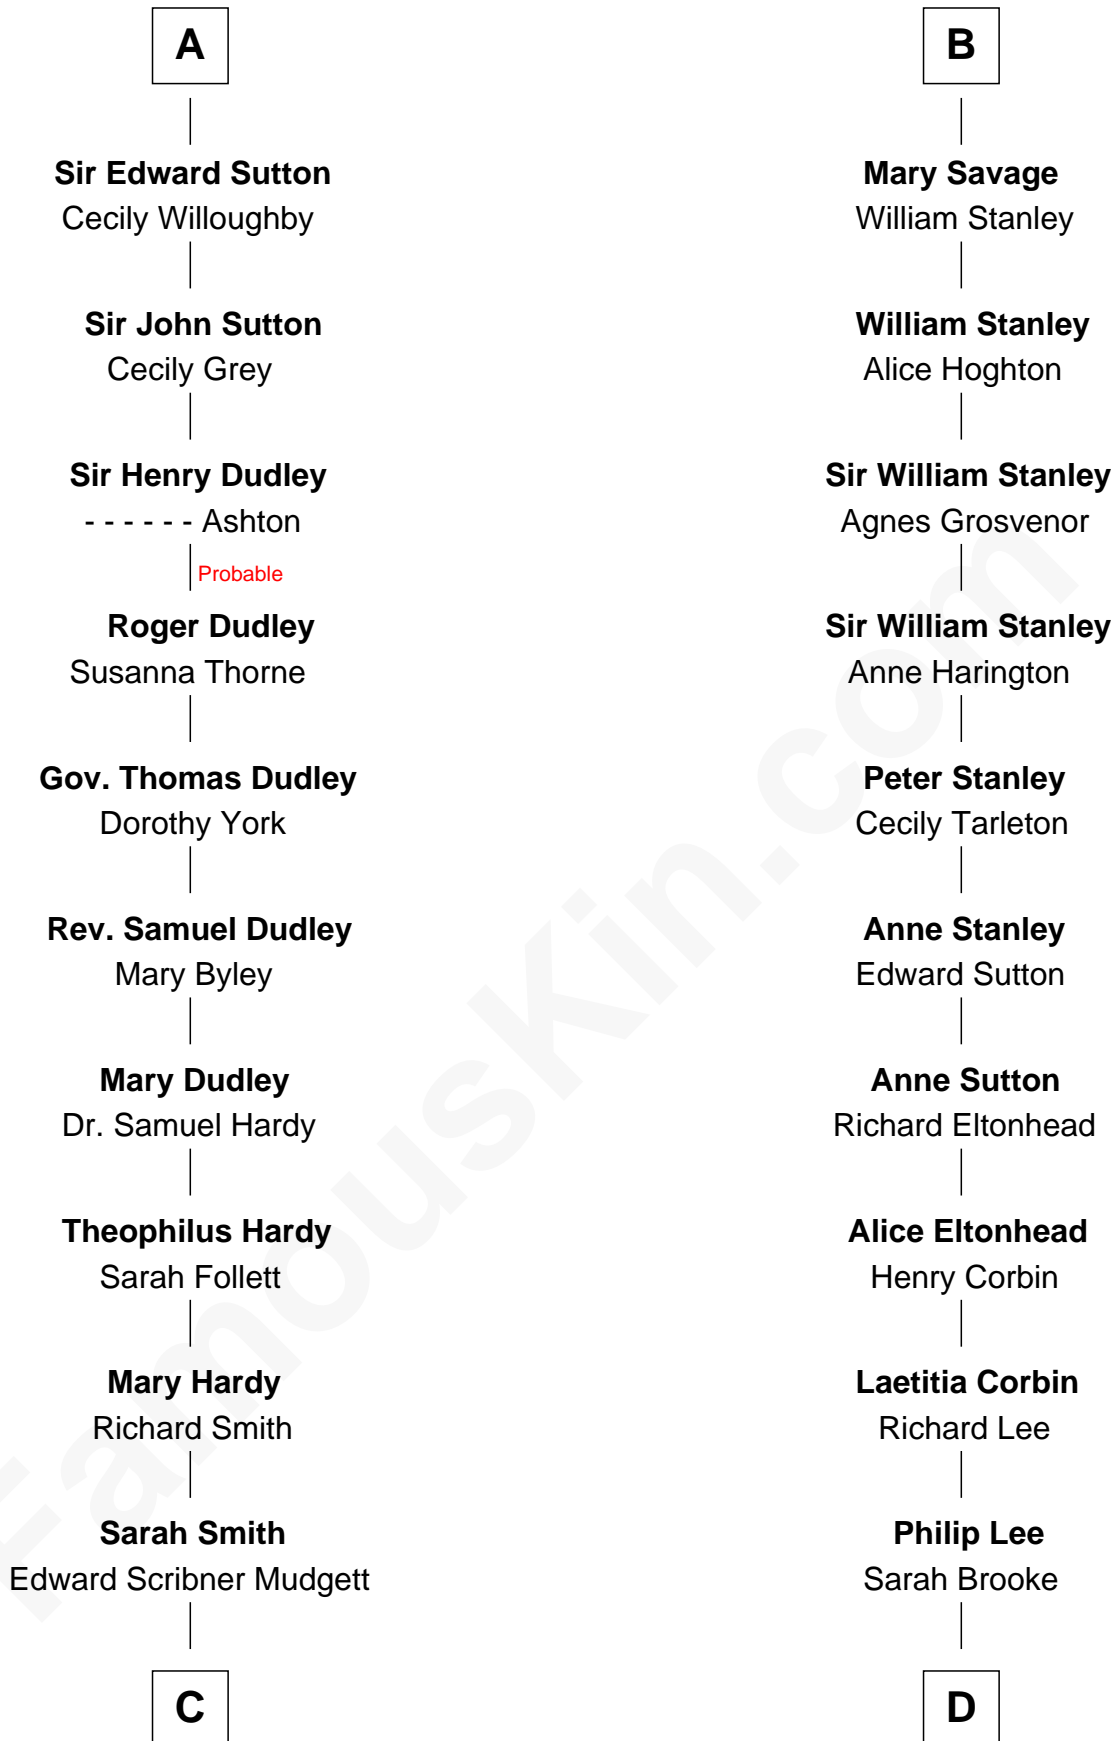 A
Sir Edward Sutton
Cecily Willoughby
Sir John Sutton
Cecily Grey
Sir Henry Dudley
- - - - - - Ashton
Probable
Roger Dudley
Susanna Thorne
Gov. Thomas Dudley
Dorothy York
Rev. Samuel Dudley
Mary Byley
Mary Dudley
Dr. Samuel Hardy
Theophilus Hardy
Sarah Follett
Mary Hardy
Richard Smith
Sarah Smith
Edward Scribner Mudgett
C
B
Mary Savage
William Stanley
William Stanley
Alice Hoghton
Sir William Stanley
Agnes Grosvenor
Sir William Stanley
Anne Harington
Peter Stanley
Cecily Tarleton
Anne Stanley
Edward Sutton
Anne Sutton
Richard Eltonhead
Alice Eltonhead
Henry Corbin
Laetitia Corbin
Richard Lee
Philip Lee
Sarah Brooke
D
FamousKin.com